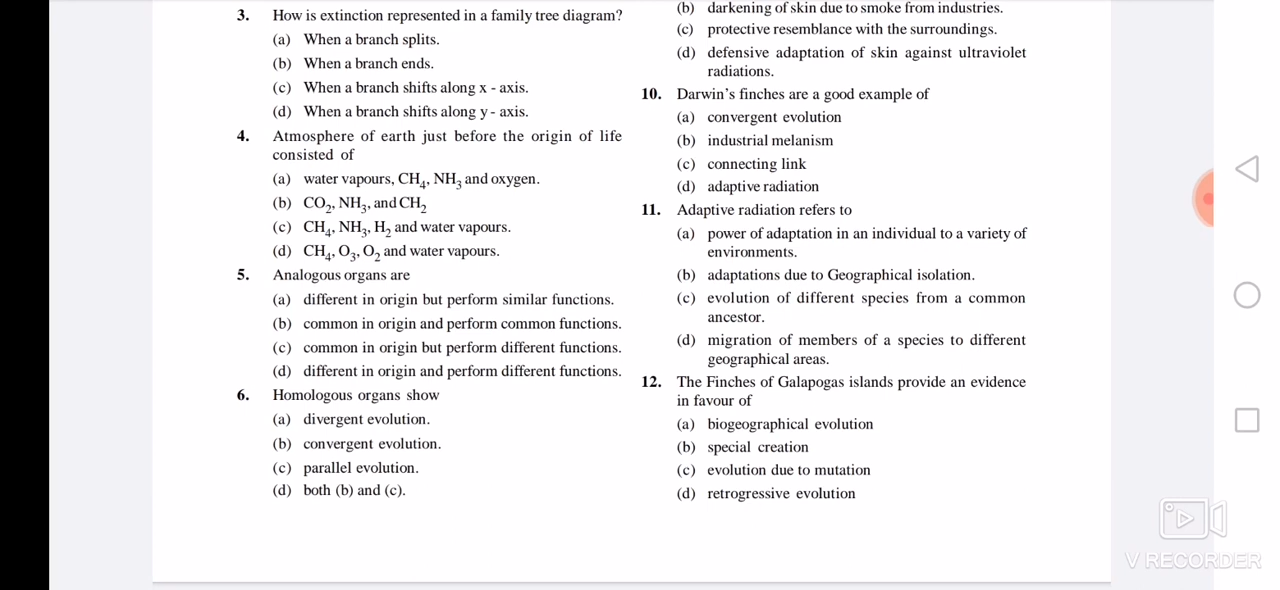 3. How is extinction represented in a family tree diagram?
(a) When a branch splits.
(b) When a branch ends.
(c) When a branch shifts along x - axis.
(d) When a branch shifts along y - axis.
4. Atmosphere of earth just before the origin of life
consisted of
(a) water vapours, CH₄, NH₃ and oxygen.
(b) CO₂, NH₃, and CH₂
(c) CH₄, NH₃, H₂ and water vapours.
(d) CH₄, O₃, O₂ and water vapours.
5. Analogous organs are
(a) different in origin but perform similar functions.
(b) common in origin and perform common functions.
(c) common in origin but perform different functions.
(d) different in origin and perform different functions.
6. Homologous organs show
(a) divergent evolution.
(b) convergent evolution.
(c) parallel evolution.
(d) both (b) and (c).
(b) darkening of skin due to smoke from industries.
(c) protective resemblance with the surroundings.
(d) defensive adaptation of skin against ultraviolet
radiations.
10. Darwin's finches are a good example of
(a) convergent evolution
(b) industrial melanism
(c) connecting link
(d) adaptive radiation
11. Adaptive radiation refers to
(a) power of adaptation in an individual to a variety of
environments.
(b) adaptations due to Geographical isolation.
(c) evolution of different species from a common
ancestor.
(d) migration of members of a species to different
geographical areas.
12. The Finches of Galapogas islands provide an evidence
in favour of
(a) biogeographical evolution
(b) special creation
(c) evolution due to mutation
(d) retrogressive evolution
V RECORDER